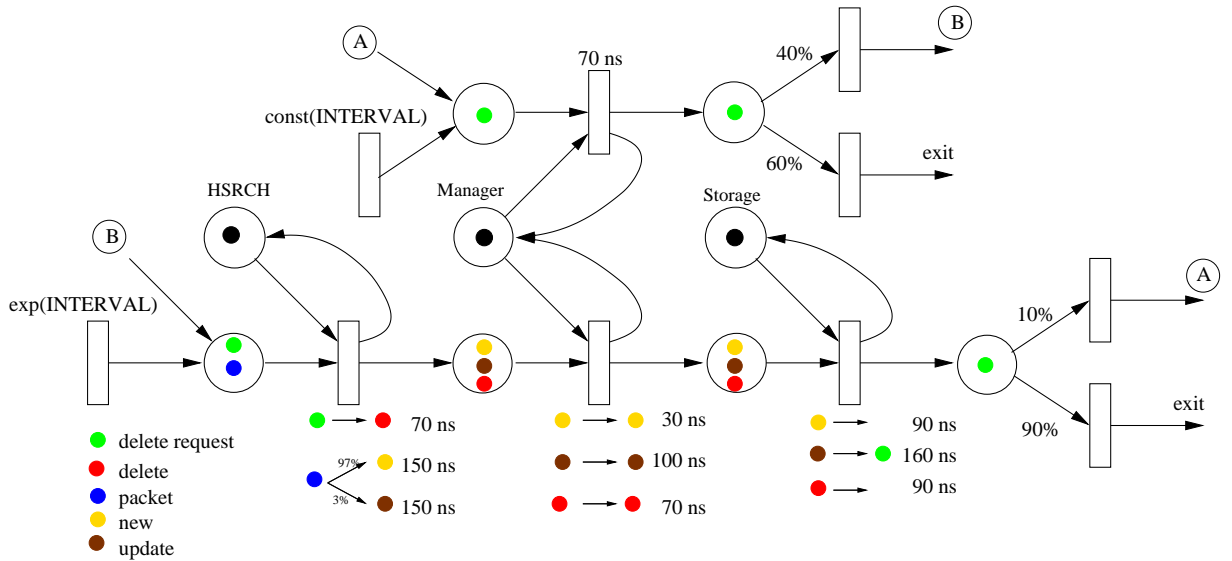 B
A
70 ns
40%
const(INTERVAL)
60%
exit
HSRCH
Manager
Storage
B
A
exp(INTERVAL)
10%
exit
90%
delete request
70 ns
30 ns
90 ns
delete
97%
150 ns
100 ns
160 ns
packet
3%
150 ns
70 ns
90 ns
new
update